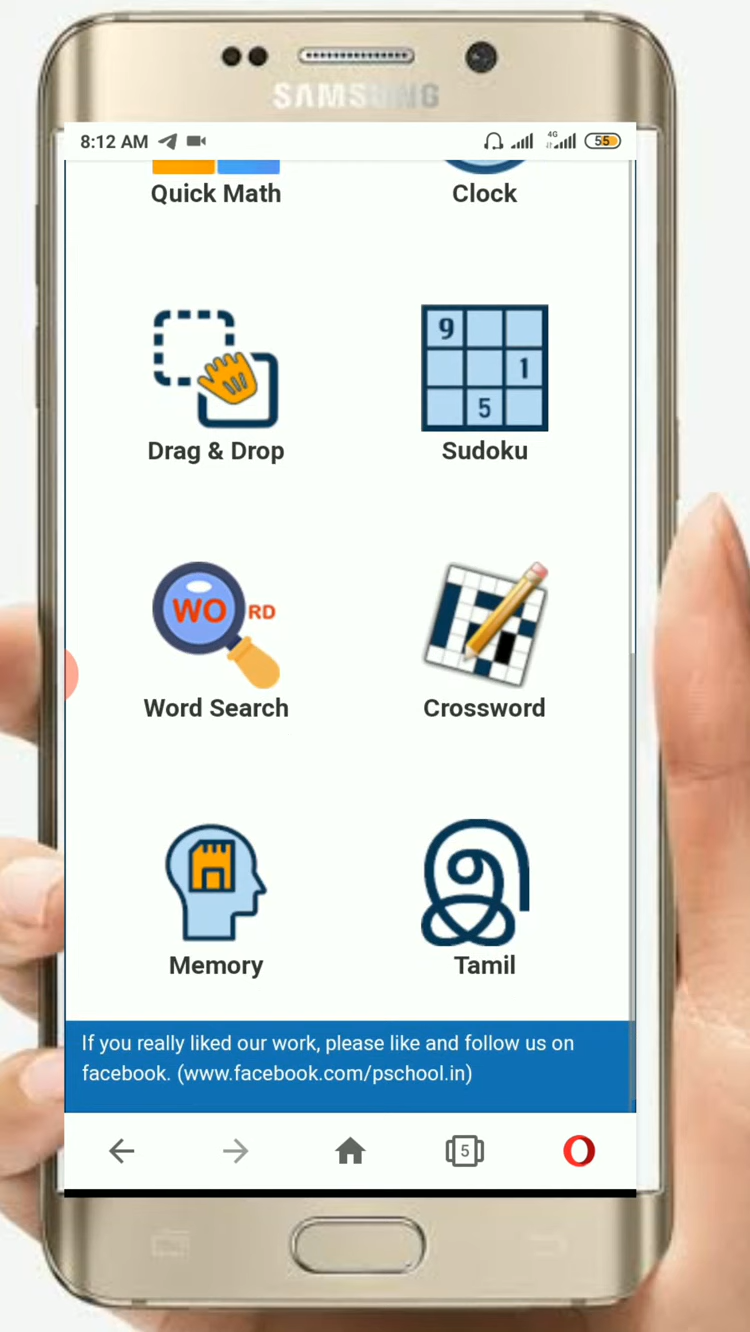 SAMSUNG
8:12 AM
4G
55
Quick Math
Clock
9
1
5
Drag & Drop
Sudoku
WO RD
Word Search
Crossword
இ
Memory
Tamil
If you really liked our work, please like and follow us on
facebook. (www.facebook.com/pschool.in)
5